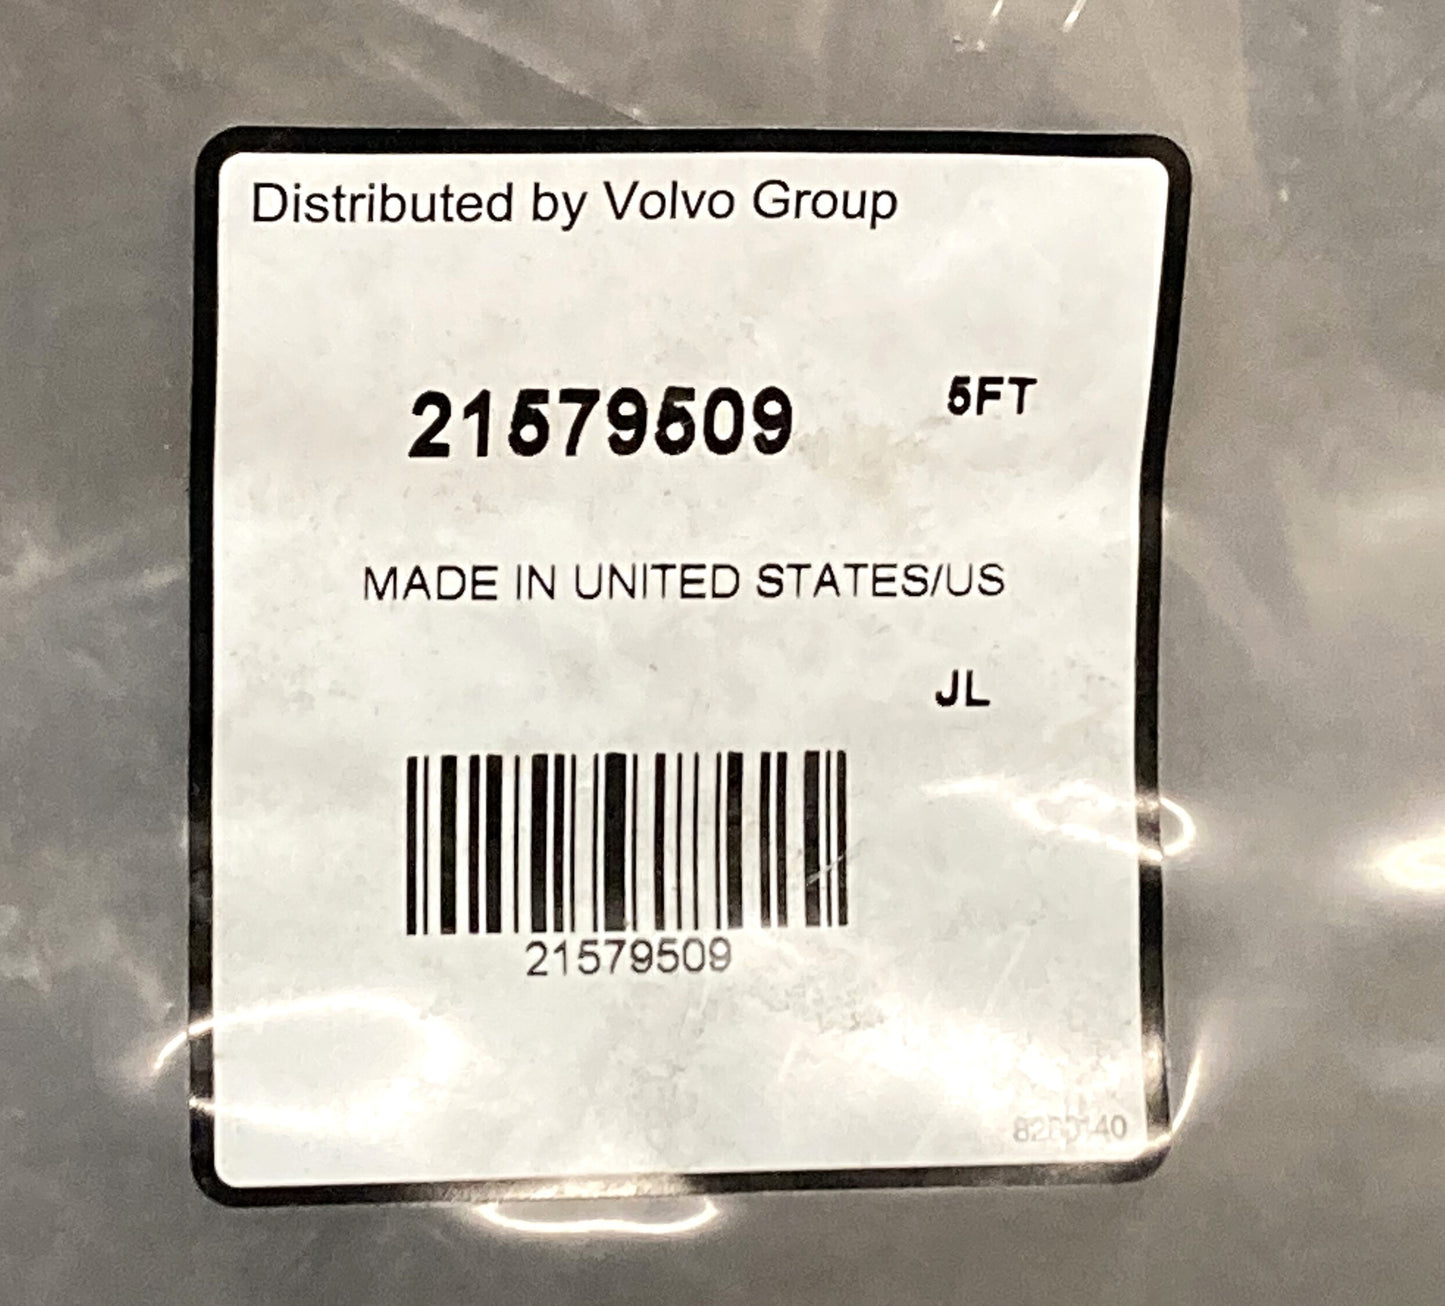 Distributed by Volvo Group
21579509 5FT
MADE IN UNITED STATES/US
JL
21579509